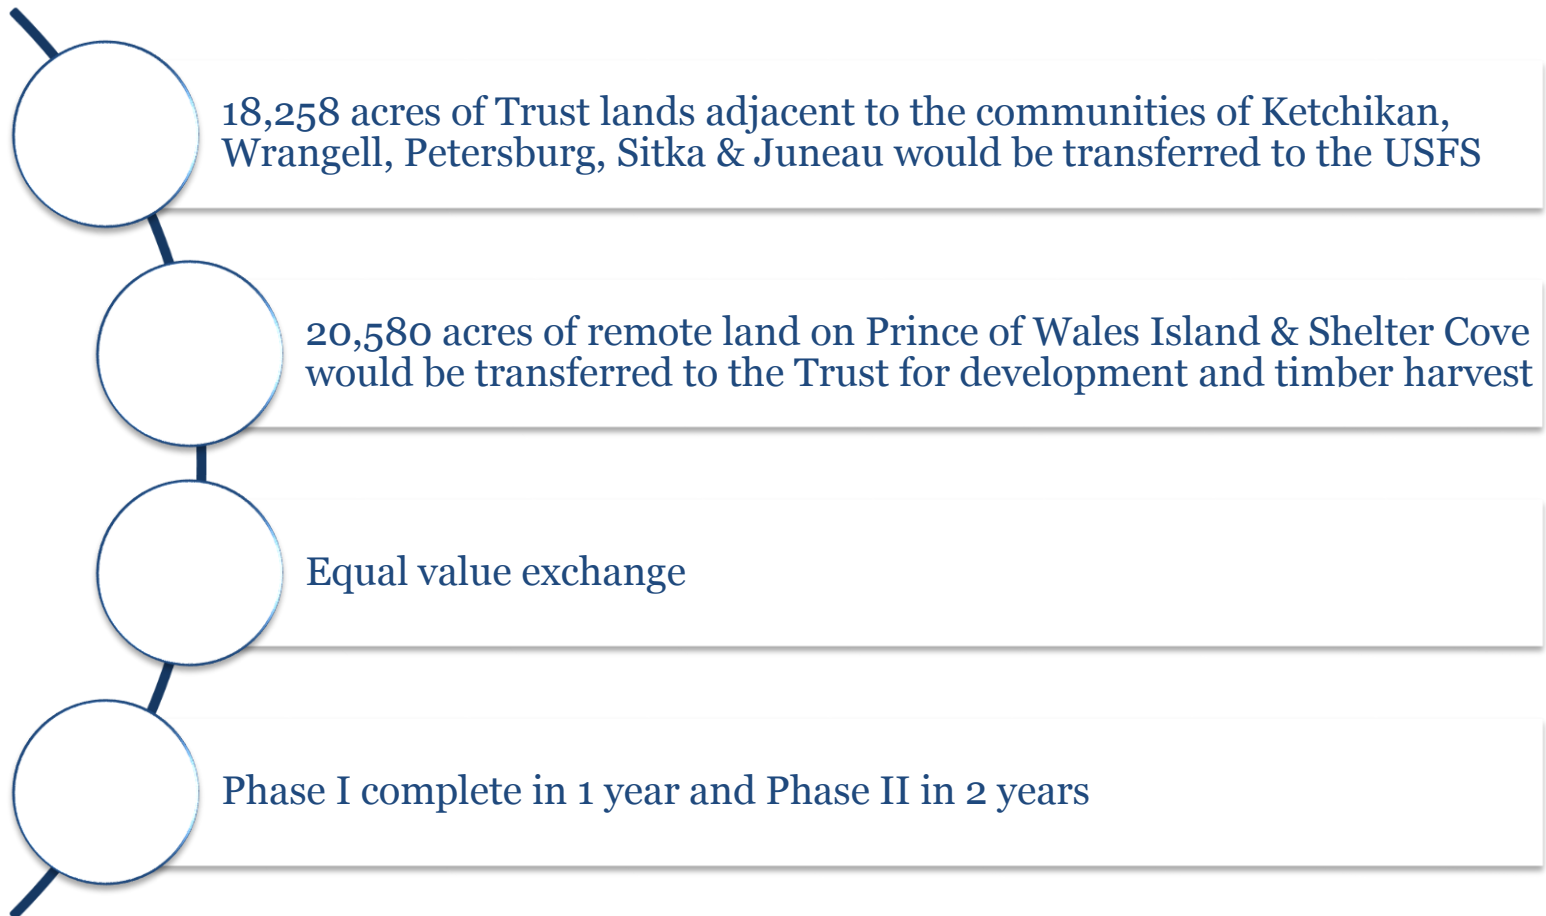 18,258 acres of Trust lands adjacent to the communities of Ketchikan,
Wrangell, Petersburg, Sitka & Juneau would be transferred to the USFS
20,580 acres of remote land on Prince of Wales Island & Shelter Cove
would be transferred to the Trust for development and timber harvest
Equal value exchange
Phase I complete in 1 year and Phase II in 2 years